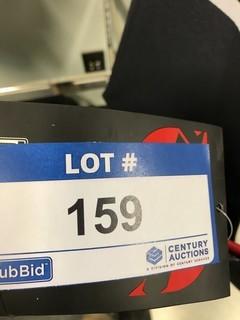 LOT #
159
CENTURY
AUCTIONS
A DIVISION OF CENTURY SERVICES
ubBid